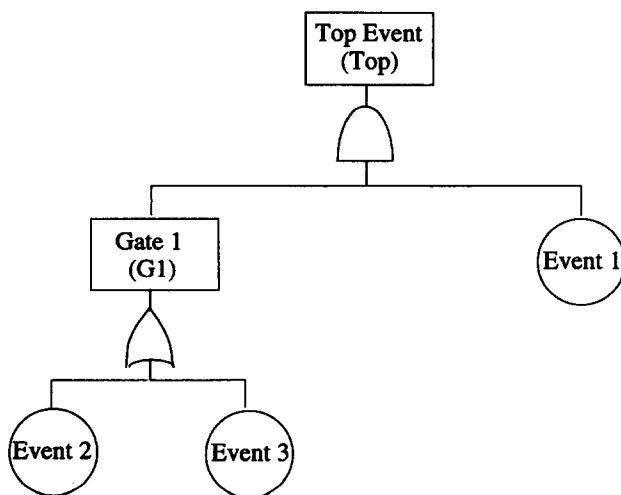 Top Event
(Top)
Gate 1
(G1)
Event 1
Event 2
Event 3